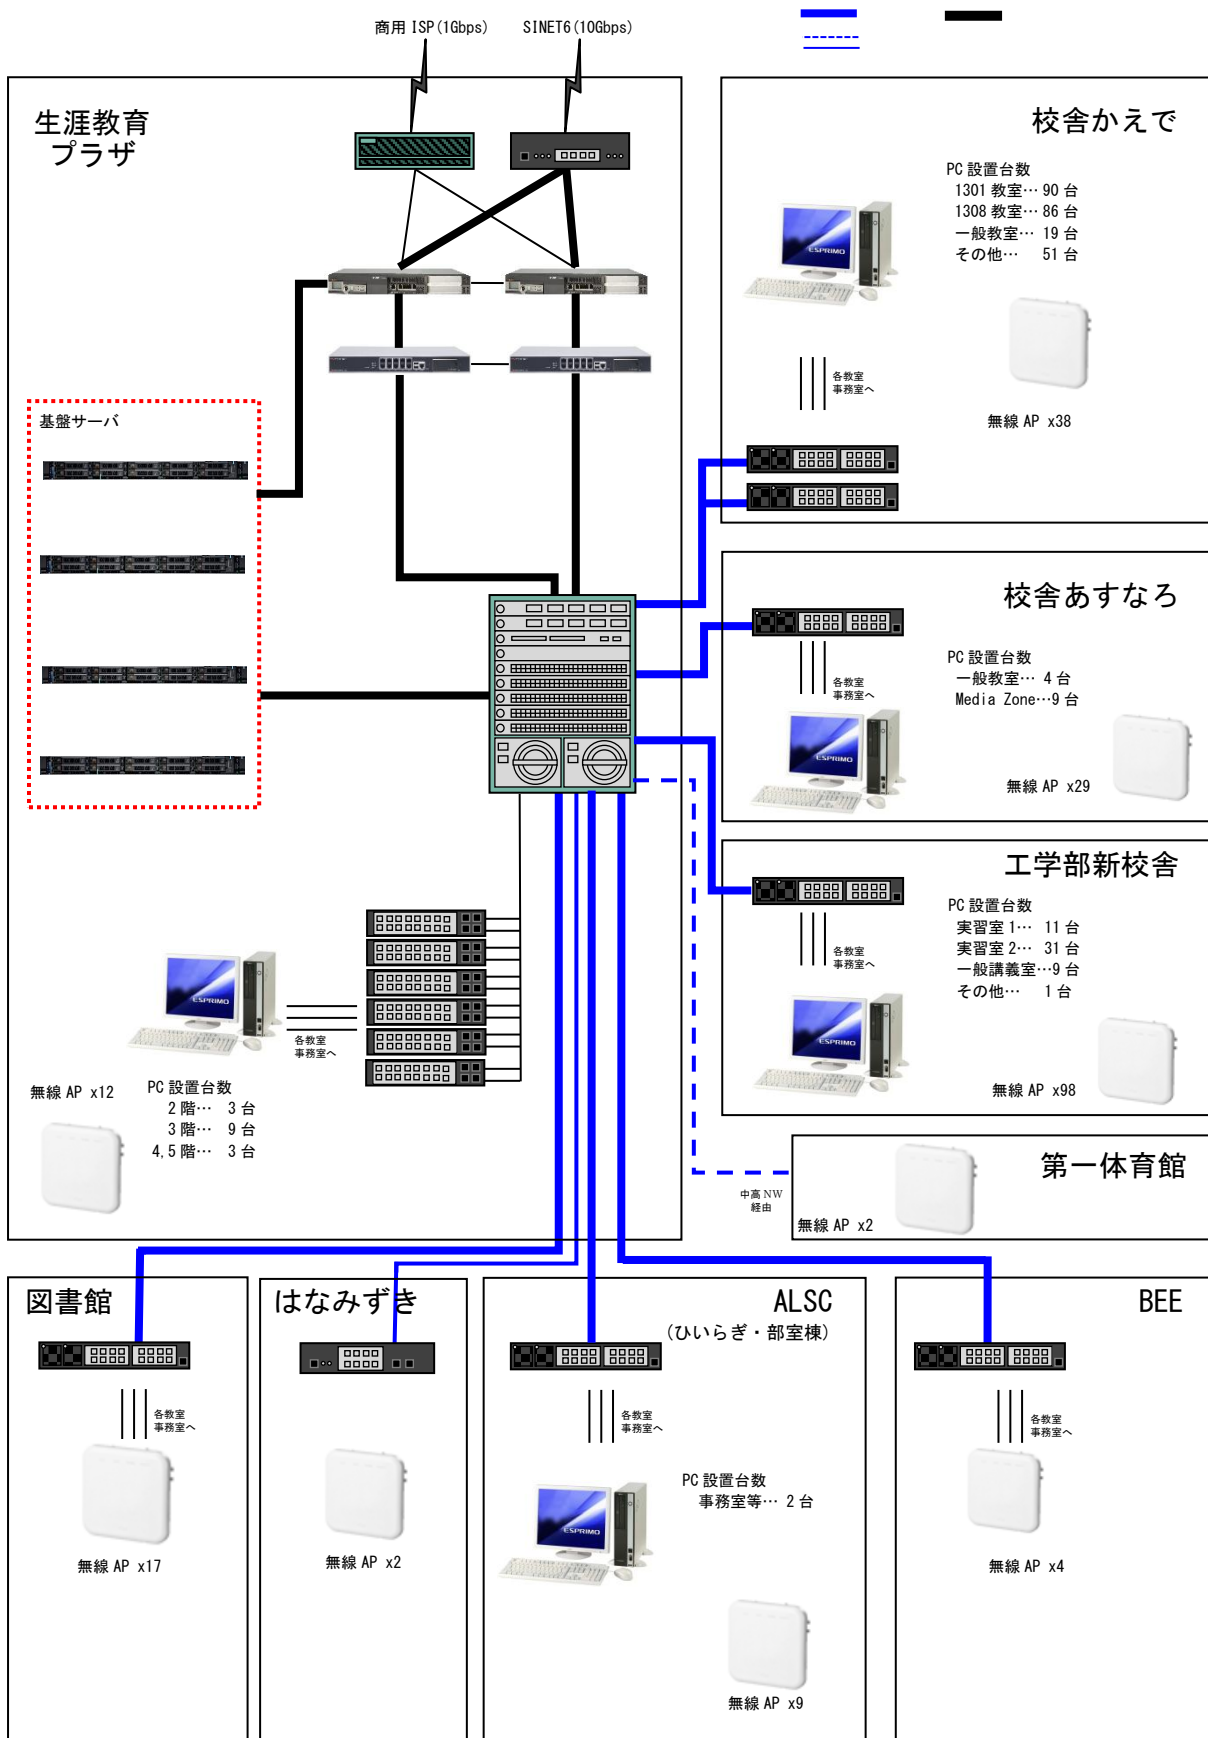 商用 ISP(1Gbps)
SINET6(10Gbps)
生涯教育
プラザ
基盤サーバ
各教室
事務室へ
無線 AP x12
PC 設置台数
2 階… 3 台
3 階… 9 台
4,5 階… 3 台
ESPRIMO
校舎かえで
PC 設置台数
1301 教室… 90 台
1308 教室… 86 台
一般教室… 19 台
その他… 51 台
ESPRIMO
各教室
事務室へ
無線 AP x38
校舎あすなろ
PC 設置台数
一般教室… 4 台
Media Zone…9 台
各教室
事務室へ
ESPRIMO
無線 AP x29
工学部新校舎
PC 設置台数
実習室 1… 11 台
実習室 2… 31 台
一般講義室…9 台
その他… 1 台
各教室
事務室へ
ESPRIMO
無線 AP x98
第一体育館
中高 NW
経由
無線 AP x2
図書館
各教室
事務室へ
無線 AP x17
はなみずき
無線 AP x2
ALSC
(ひいらぎ・部室棟)
各教室
事務室へ
PC 設置台数
事務室等… 2 台
ESPRIMO
無線 AP x9
BEE
各教室
事務室へ
無線 AP x4